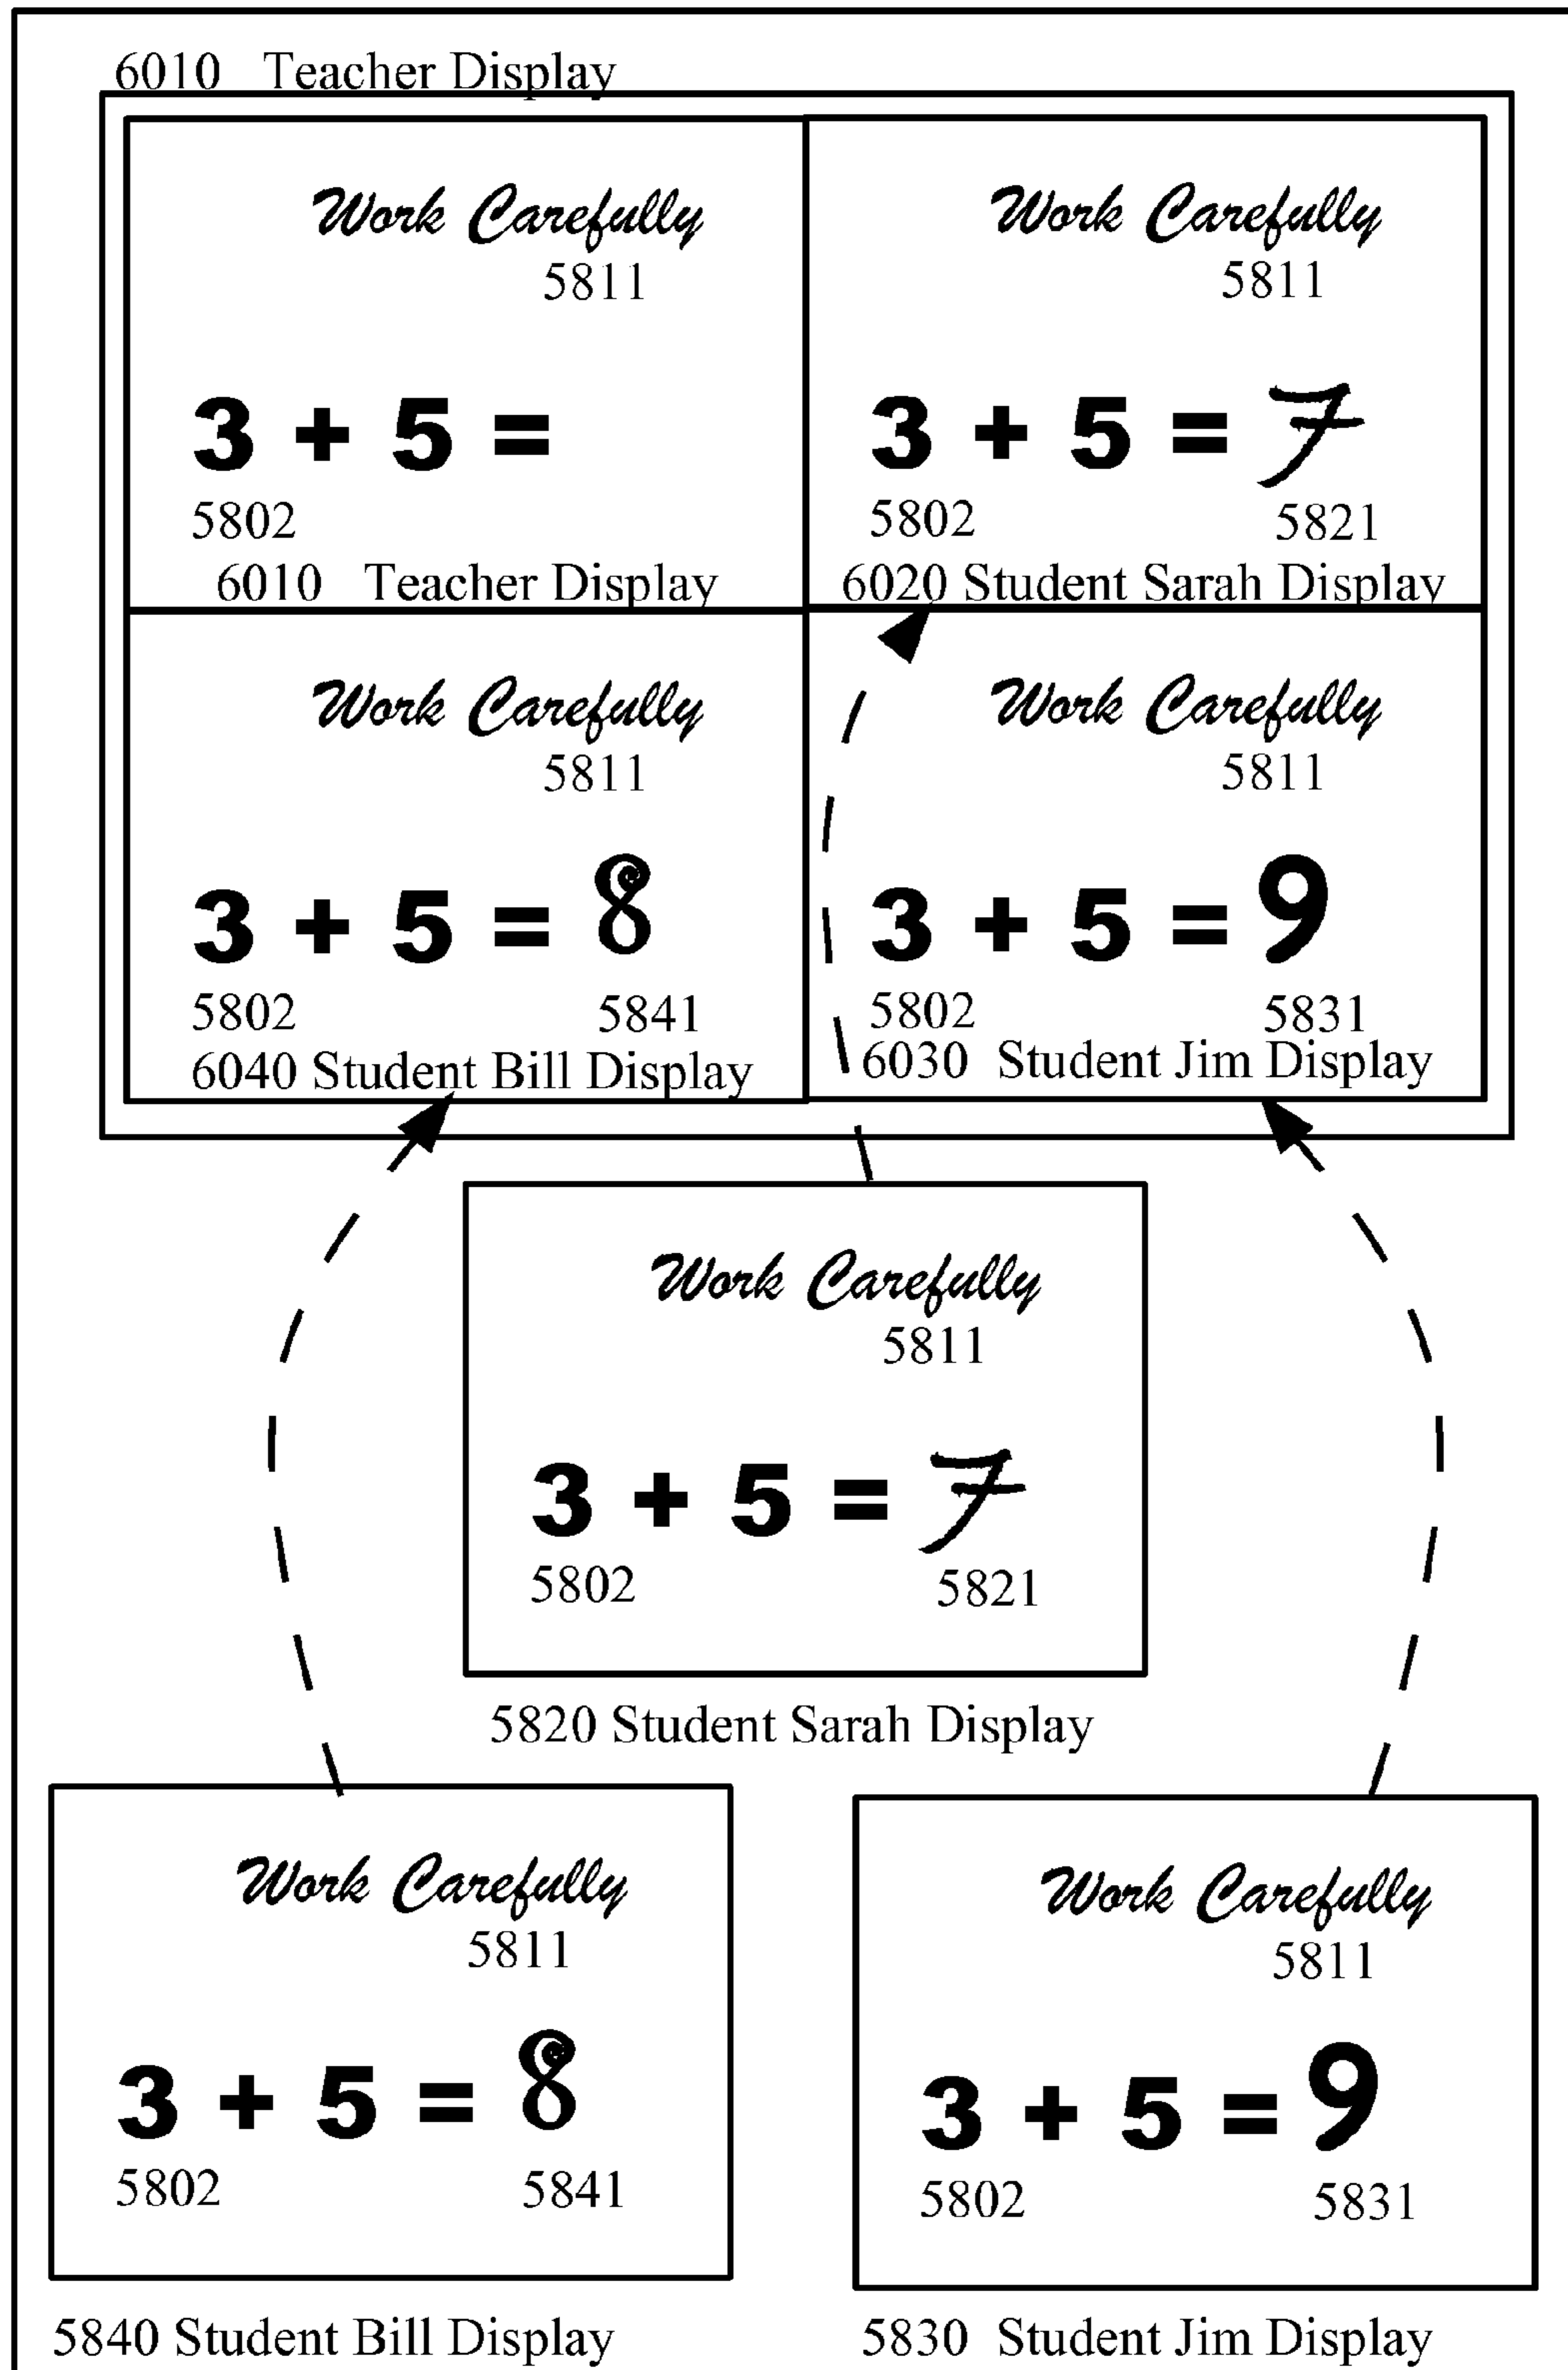 6010 Teacher Display
Work Carefully
5811
3 + 5 =
5802
6010 Teacher Display
Work Carefully
5811
3 + 5 = 7
5802 5821
6020 Student Sarah Display
Work Carefully
5811
3 + 5 = 8
5802 5841
6040 Student Bill Display
Work Carefully
5811
3 + 5 = 9
5802 5831
6030 Student Jim Display
Work Carefully
5811
3 + 5 = 7
5802 5821
5820 Student Sarah Display
Work Carefully
5811
3 + 5 = 8
5802 5841
5840 Student Bill Display
Work Carefully
5811
3 + 5 = 9
5802 5831
5830 Student Jim Display